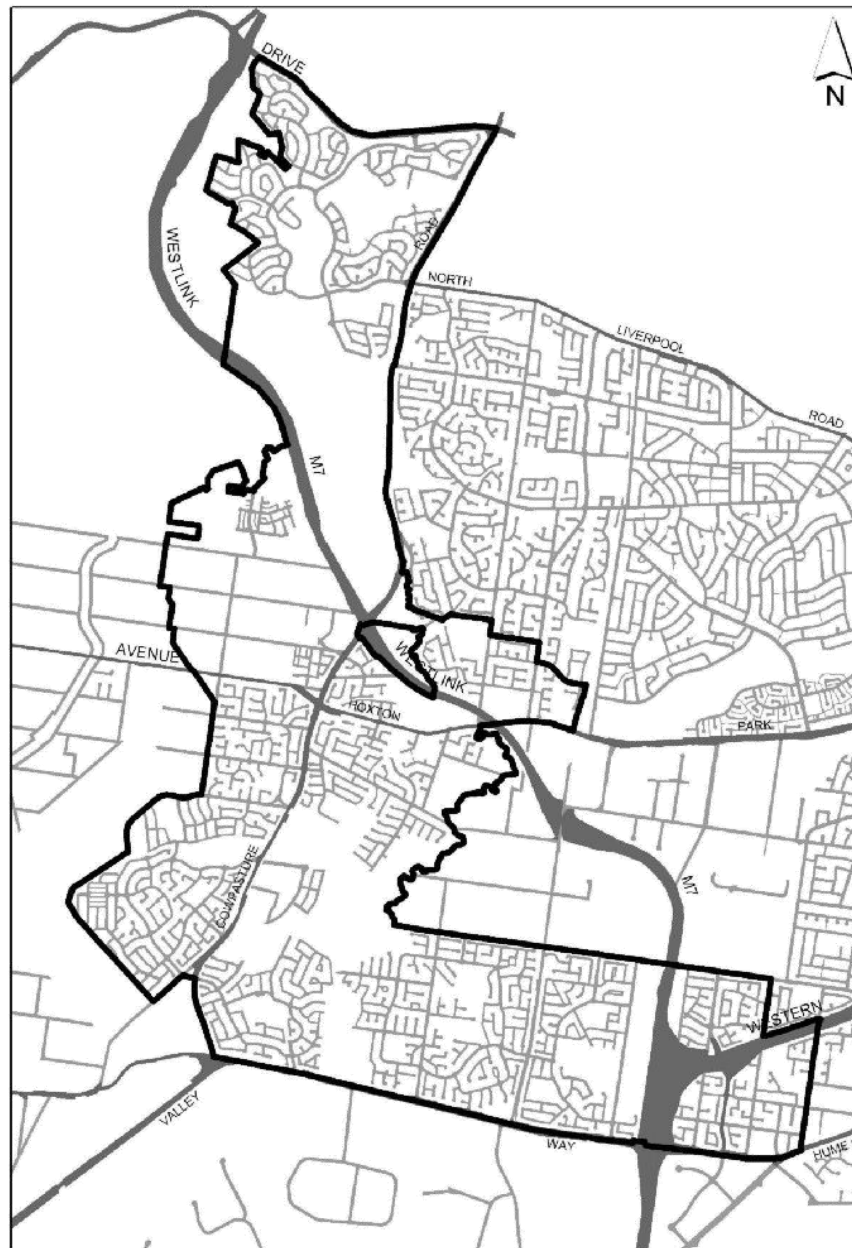 DRIVE
N
WESTLINK
ROAD
NORTH
LIVERPOOL
ROAD
M7
AVENUE
WESTLINK
HOXTON
PARK
COWPASTURE
M7
WESTERN
VALLEY
WAY
HUME